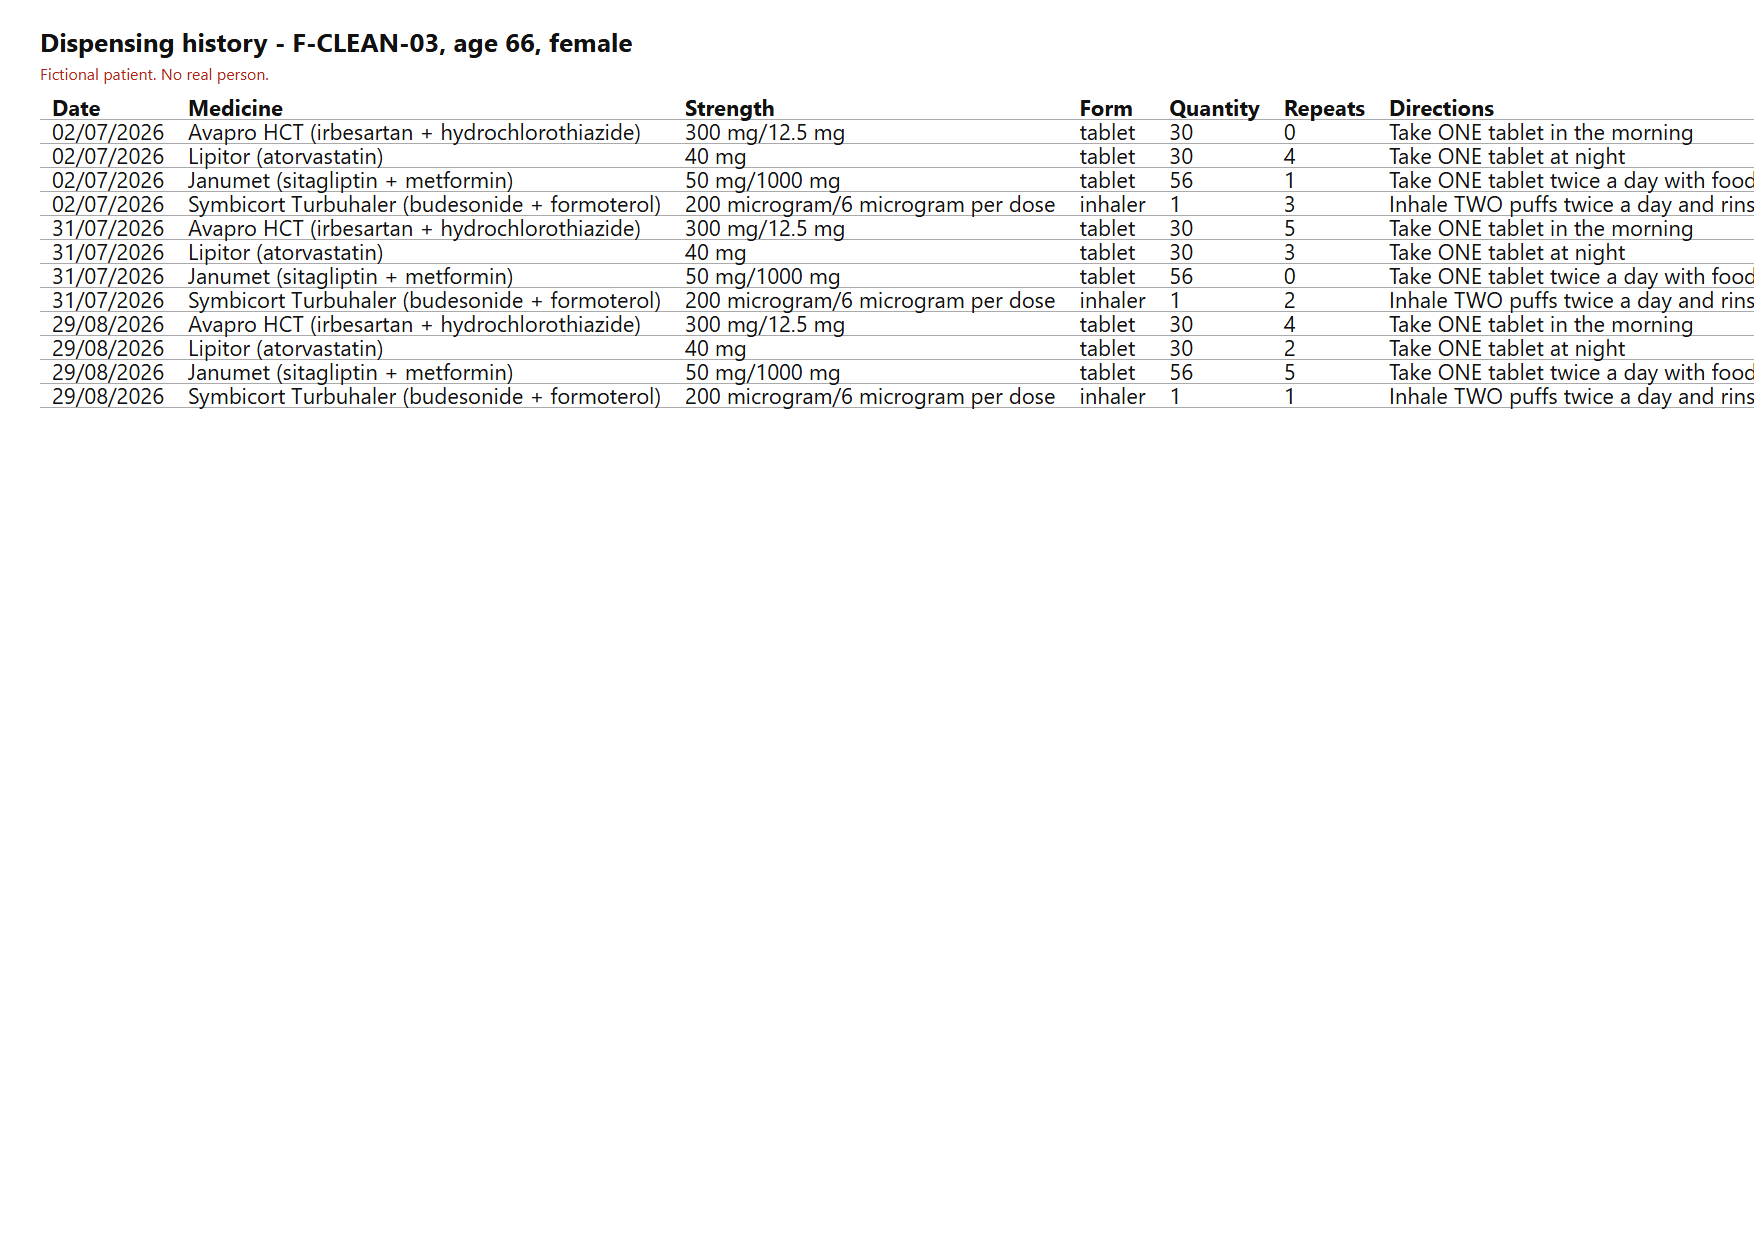 Dispensing history - F-CLEAN-03, age 66, female
Fictional patient. No real person.
Date Medicine Strength Form Quantity Repeats Directions
02/07/2026 Avapro HCT (irbesartan + hydrochlorothiazide) 300 mg/12.5 mg tablet 30 0 Take ONE tablet in the morning
02/07/2026 Lipitor (atorvastatin) 40 mg tablet 30 4 Take ONE tablet at night
02/07/2026 Janumet (sitagliptin + metformin) 50 mg/1000 mg tablet 56 1 Take ONE tablet twice a day with food
02/07/2026 Symbicort Turbuhaler (budesonide + formoterol) 200 microgram/6 microgram per dose inhaler 1 3 Inhale TWO puffs twice a day and
31/07/2026 Avapro HCT (irbesartan + hydrochlorothiazide) 300 mg/12.5 mg tablet 30 5 Take ONE tablet in the morning
31/07/2026 Lipitor (atorvastatin) 40 mg tablet 30 3 Take ONE tablet at night
31/07/2026 Janumet (sitagliptin + metformin) 50 mg/1000 mg tablet 56 0 Take ONE tablet twice a day with food
31/07/2026 Symbicort Turbuhaler (budesonide + formoterol) 200 microgram/6 microgram per dose inhaler 1 2 Inhale TWO puffs twice a day and
29/08/2026 Avapro HCT (irbesartan + hydrochlorothiazide) 300 mg/12.5 mg tablet 30 4 Take ONE tablet in the morning
29/08/2026 Lipitor (atorvastatin) 40 mg tablet 30 2 Take ONE tablet at night
29/08/2026 Janumet (sitagliptin + metformin) 50 mg/1000 mg tablet 56 5 Take ONE tablet twice a day with food
29/08/2026 Symbicort Turbuhaler (budesonide + formoterol) 200 microgram/6 microgram per dose inhaler 1 1 Inhale TWO puffs twice a day and